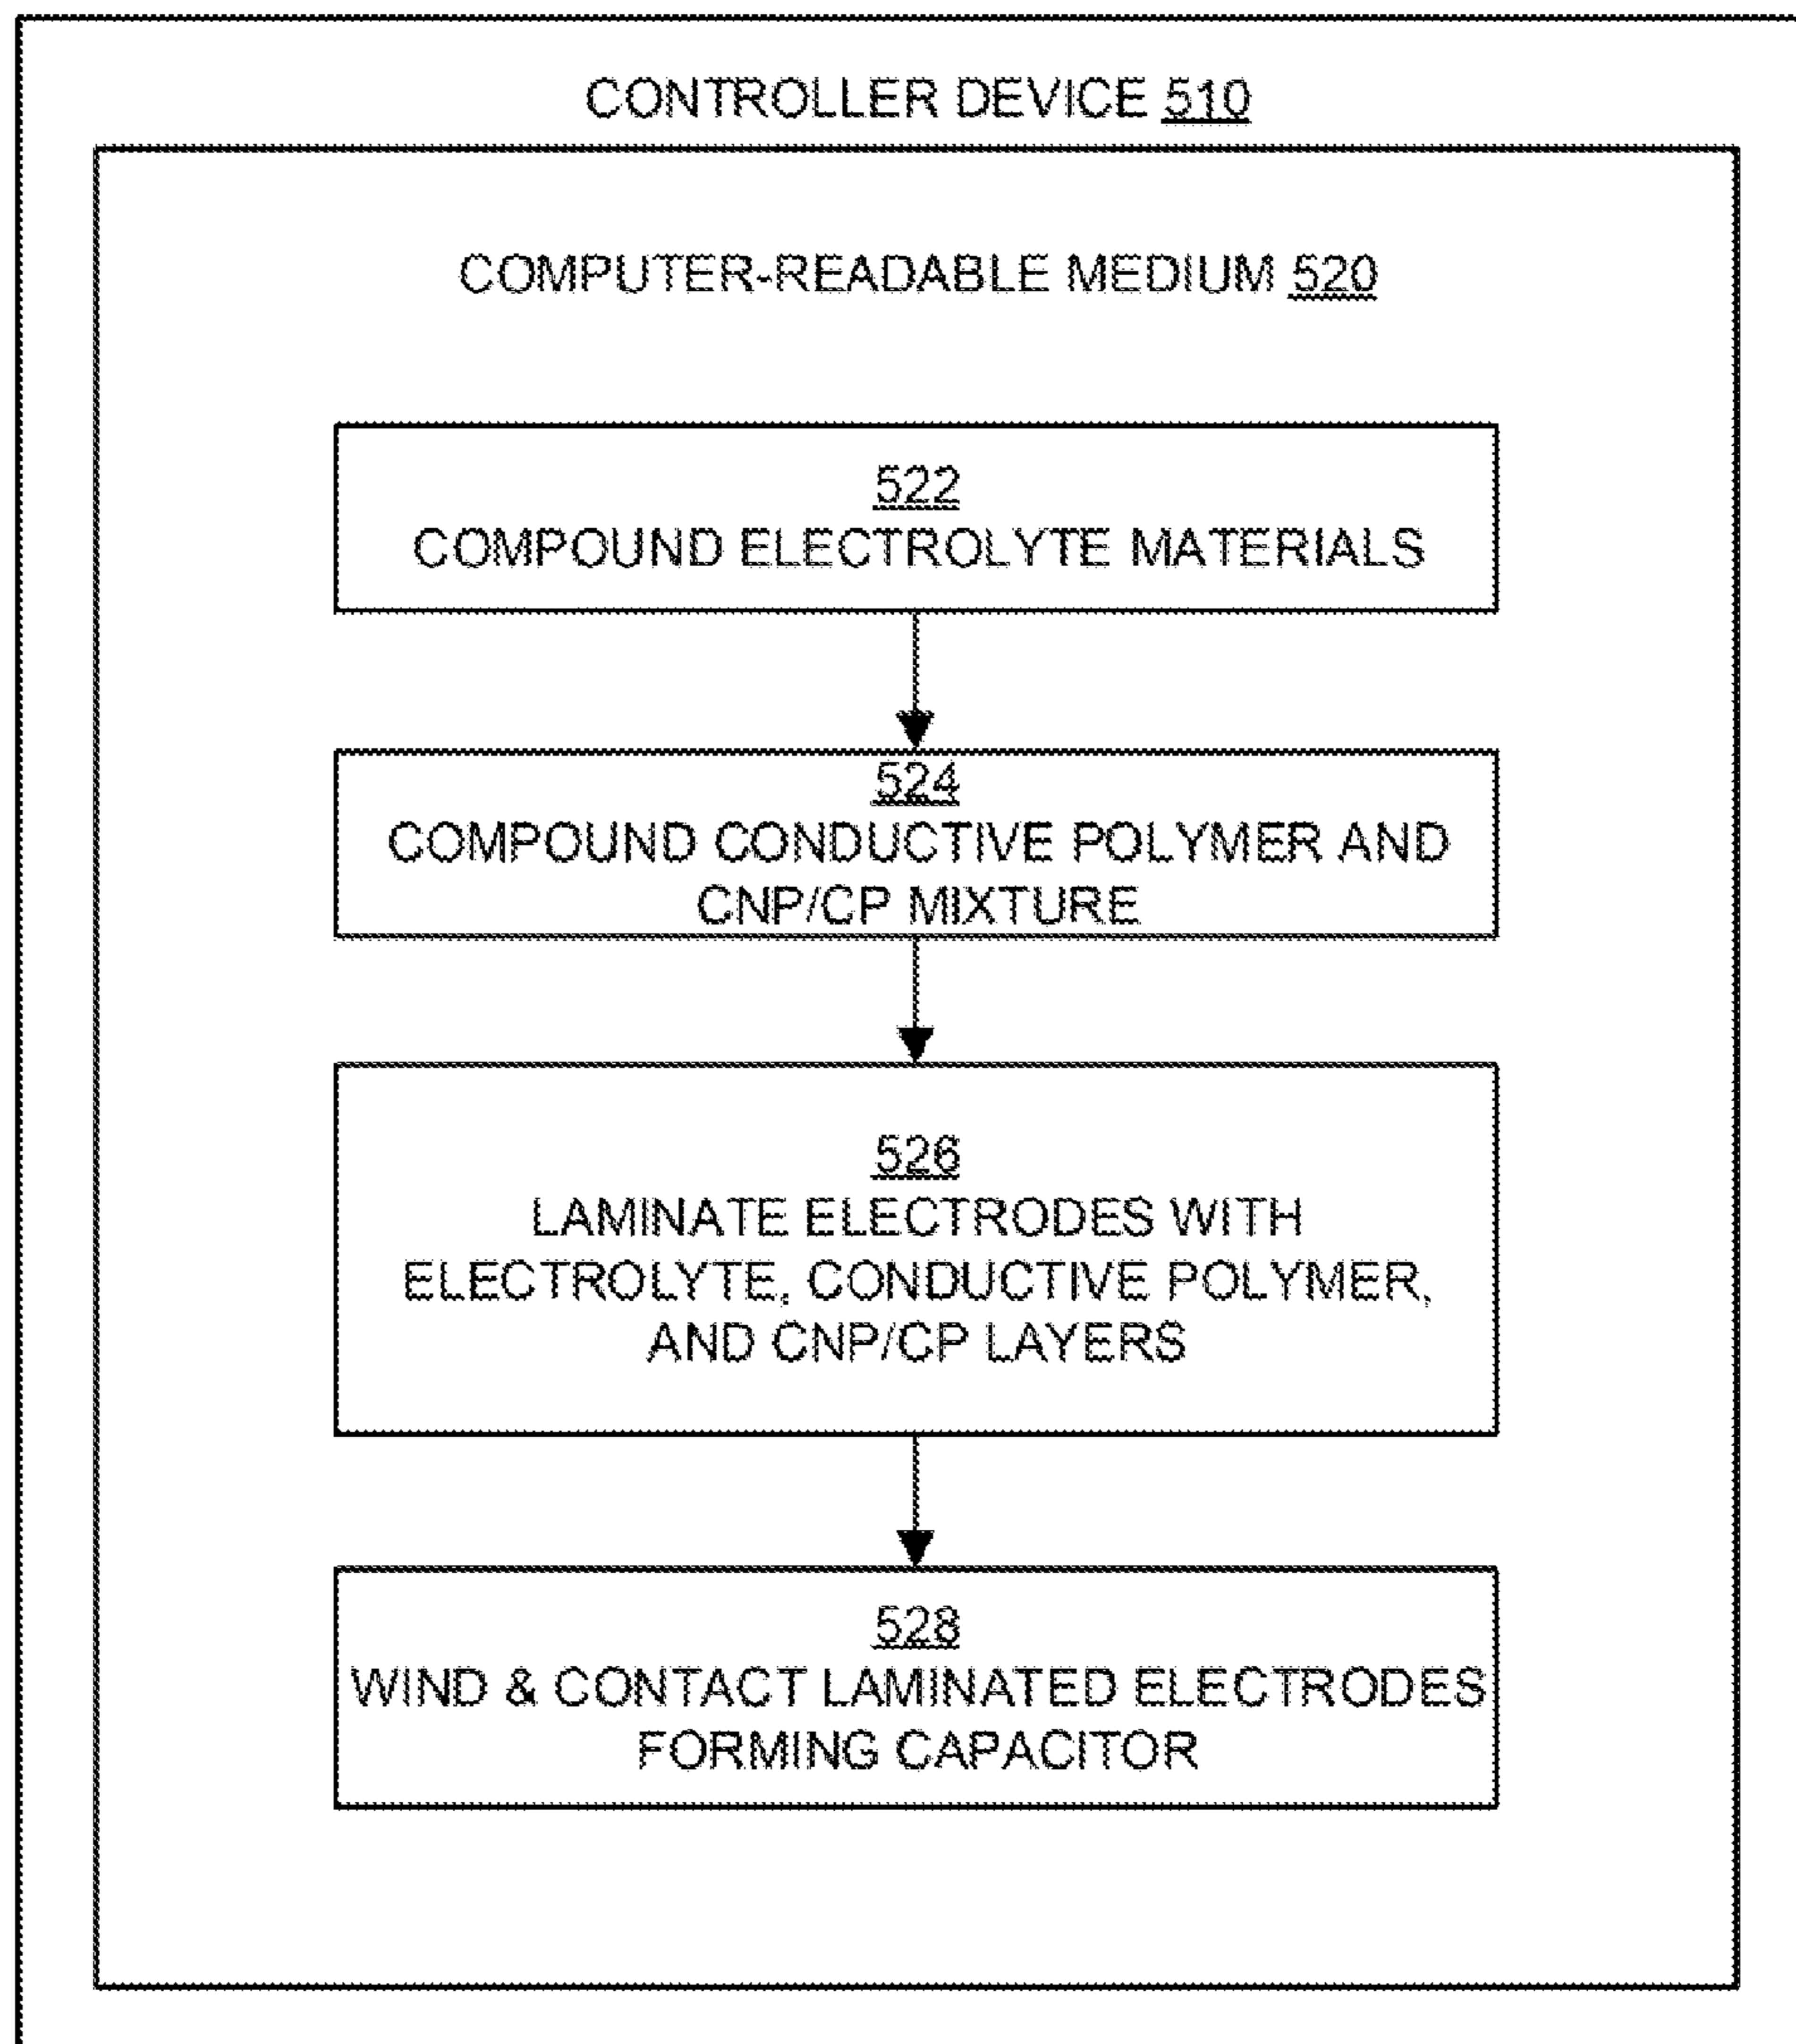 CONTROLLER DEVICE 510
COMPUTER-READABLE MEDIUM 520
522
COMPOUND ELECTROLYTE MATERIALS
524
COMPOUND CONDUCTIVE POLYMER AND
CNP/CP MIXTURE
526
LAMINATE ELECTRODES WITH
ELECTROLYTE, CONDUCTIVE POLYMER,
AND CNP/CP LAYERS
528
WIND & CONTACT LAMINATED ELECTRODES
FORMING CAPACITOR